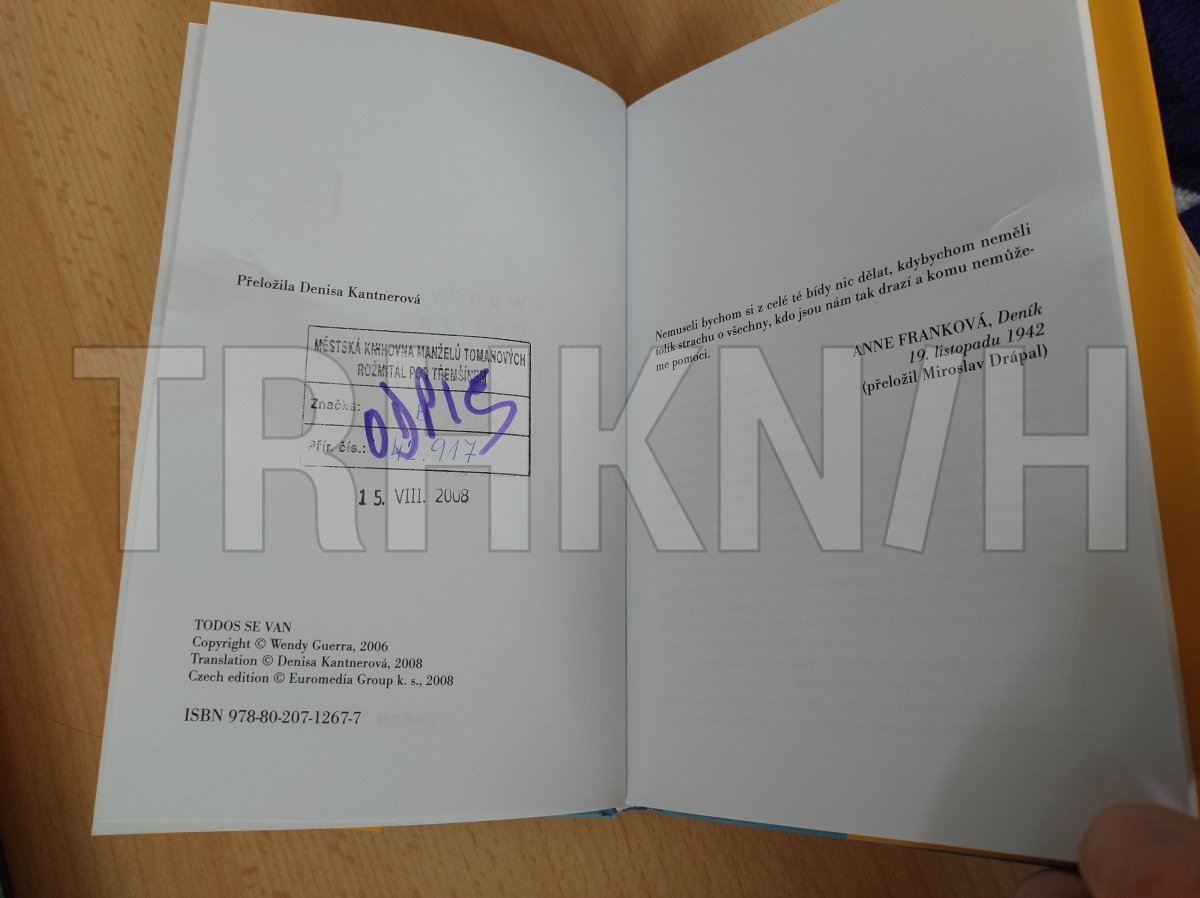 Přeložila Denisa Kantnerová
MĚSTSKÁ KNIHOVNA MANŽELŮ TOMANOVÝCH
ROŽMITÁL POD TŘEMŠÍNEM
Značka:
Přír. čís.: 42.917
ODPIS
15. VIII. 2008
TODOS SE VAN
Copyright © Wendy Guerra, 2006
Translation © Denisa Kantnerová, 2008
Czech edition © Euromedia Group k. s., 2008
ISBN 978-80-207-1267-7
Nemuseli bychom si z celé té bídy nic dělat, kdybychom neměli
tolik strachu o všechny, kdo jsou nám tak drazí a komu nemůže-
me pomoci.
ANNE FRANKOVÁ, Deník
19. listopadu 1942
(přeložil Miroslav Drápal)
TRHKNIH